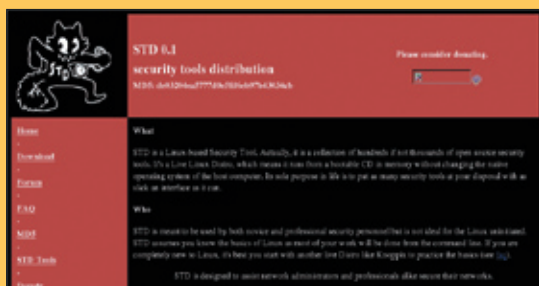 STD
STD 0.1
security tools distribution
MD5:
Please consider donating.
Home
Download
Forum
FAQ
MD5
STD Tools
What
STD is a Linux-based Security Tool. Actually, it is a collection of hundreds if not thousands of open source security
tools. It's a Live Linux Distro, which means it runs from a bootable CD in memory without changing the native
operating system of the host computer. Its sole purpose in life is to put as many security tools at your disposal with as
slick an interface as it can.
Who
STD is meant to be used by both novice and professional security personnel but is not ideal for the Linux uninitiated.
STD assumes you know the basics of Linux as most of your work will be done from the command line. If you are
completely new to Linux, it's best you start with another live Distro like Knoppix to practice the basics (see
STD is designed to assist network administrators and professionals alike secure their networks.